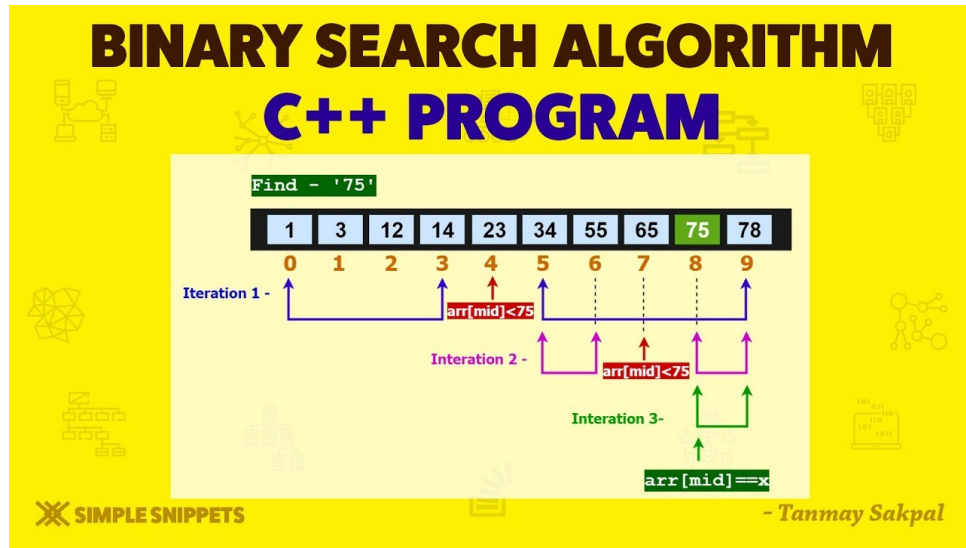 BINARY SEARCH ALGORITHM
C++ PROGRAM
Find - '75'
1 3 12 14 23 34 55 65 75 78
0 1 2 3 4 5 6 7 8 9
Iteration 1 -
arr[mid]<75
Interation 2 -
arr[mid]<75
Interation 3-
arr[mid]==x
SIMPLE SNIPPETS
- Tanmay Sakpal